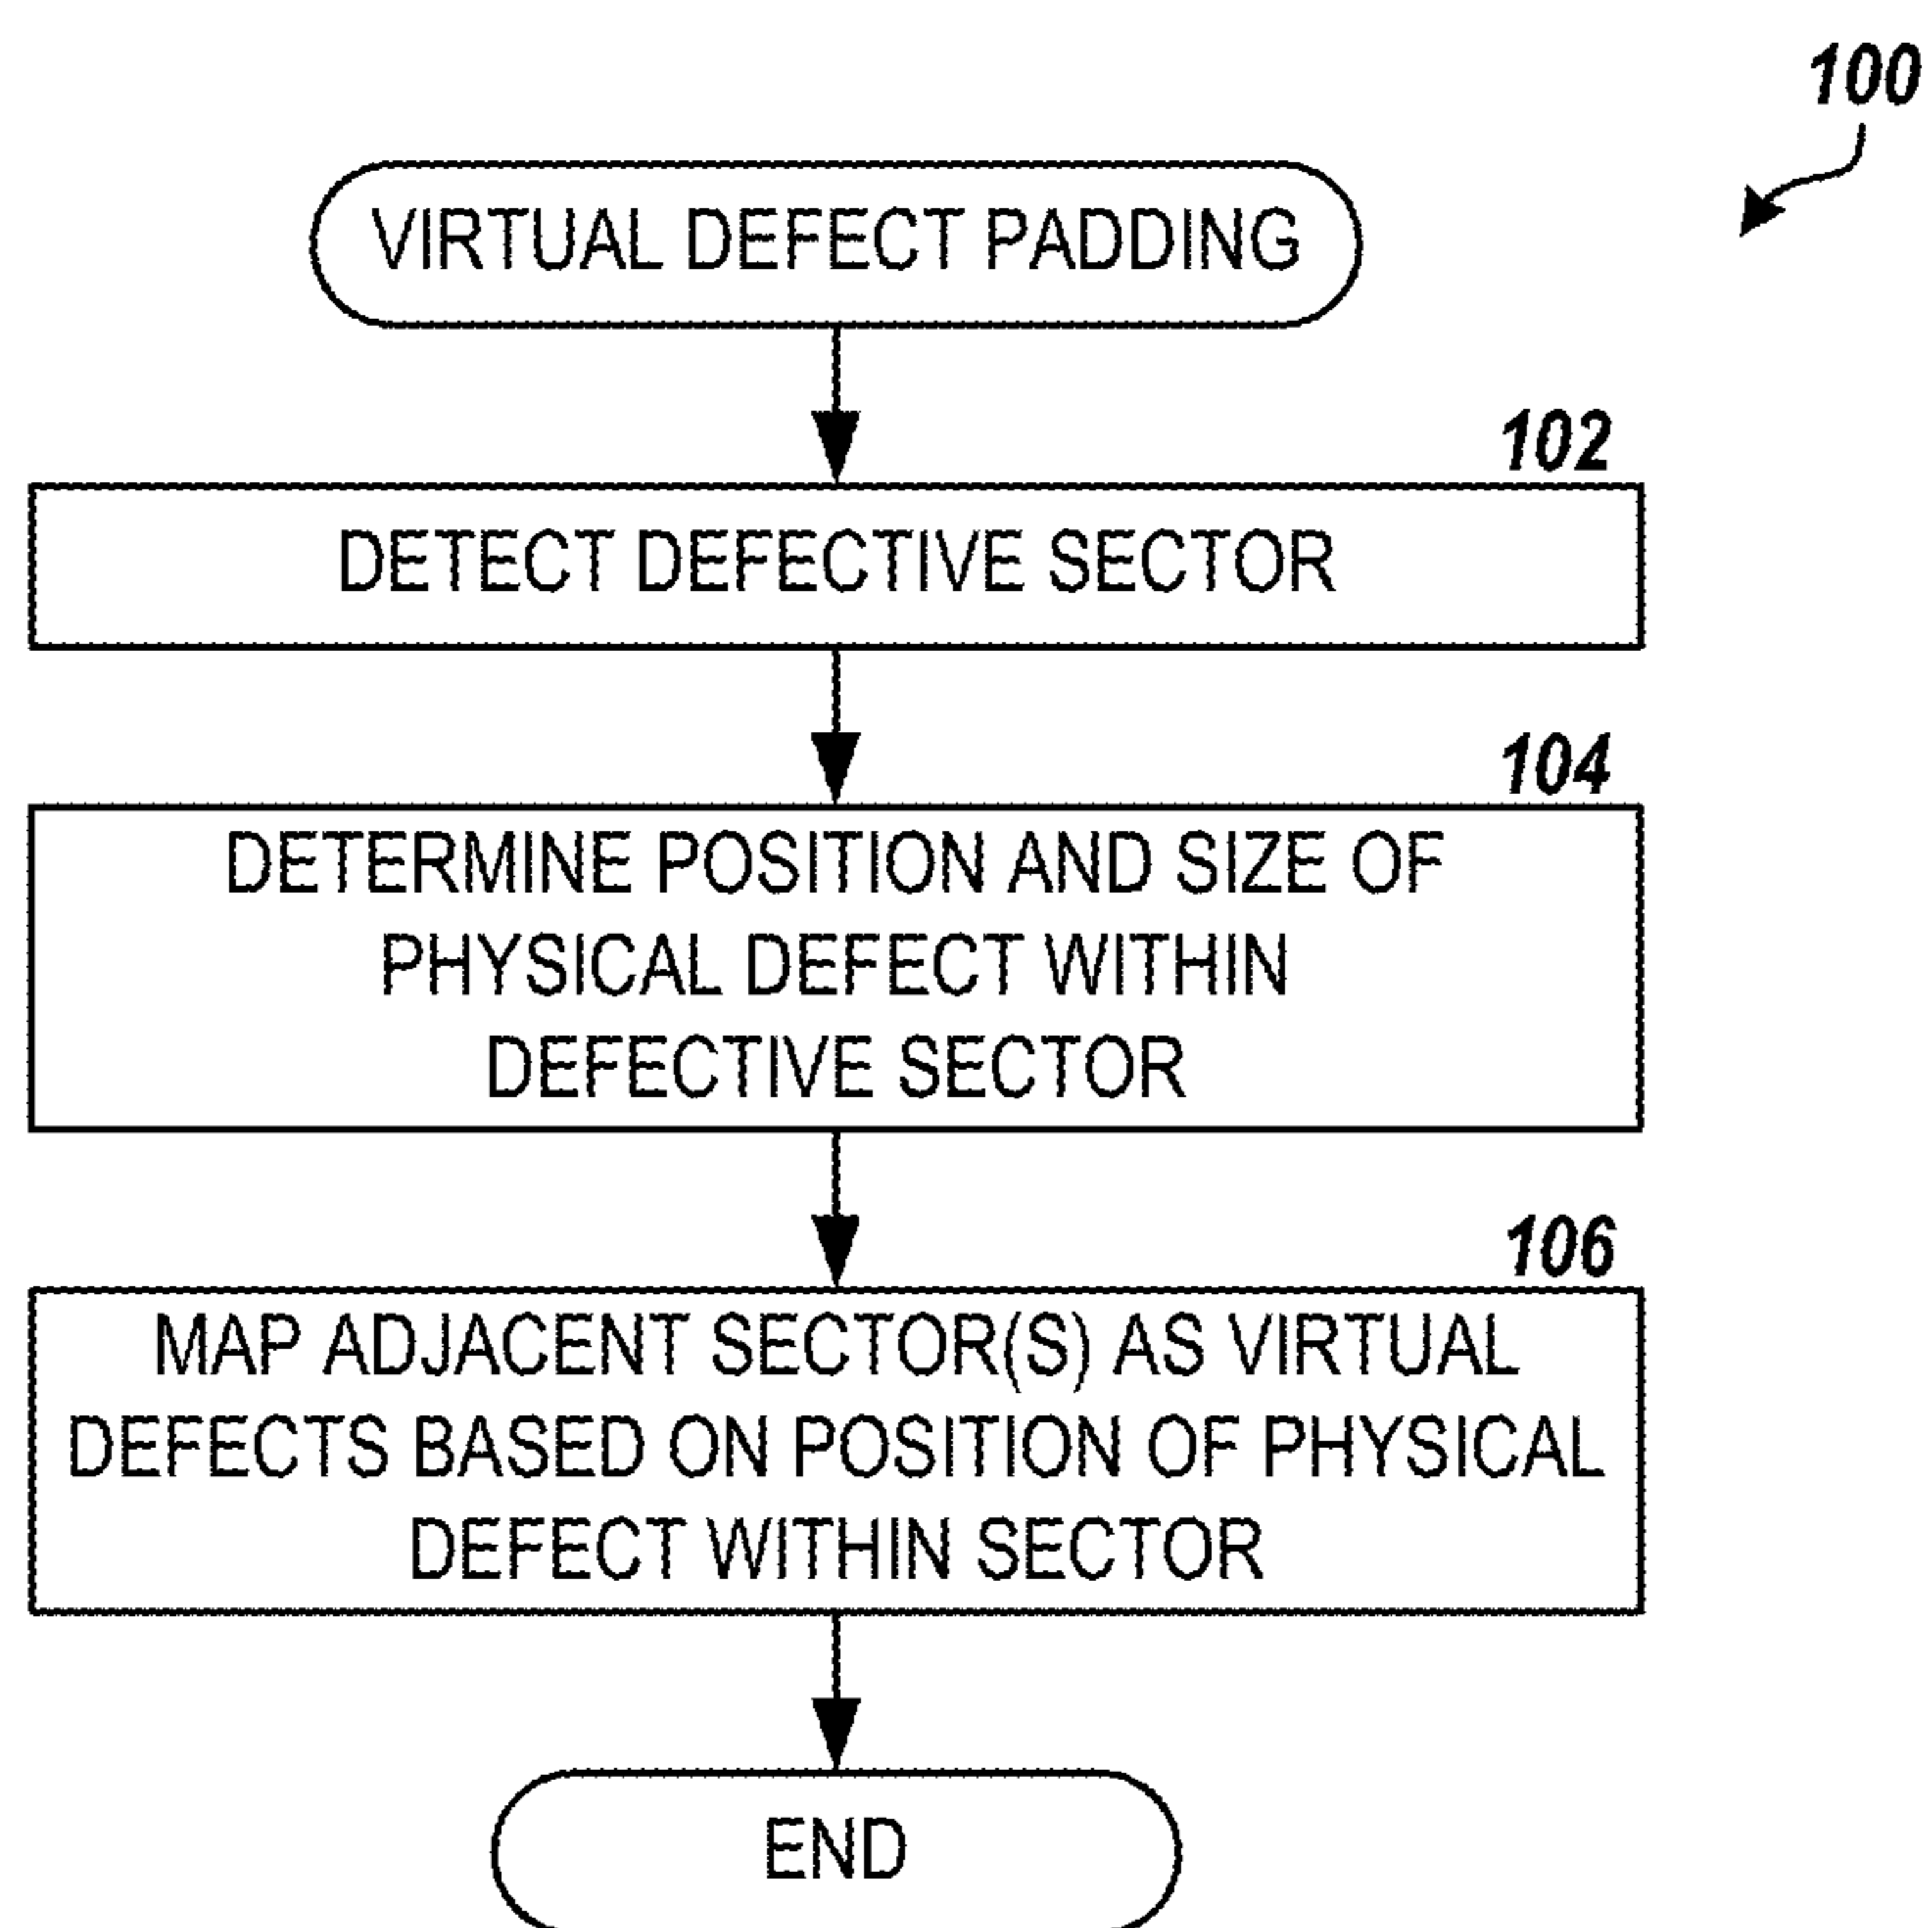 100
VIRTUAL DEFECT PADDING
102
DETECT DEFECTIVE SECTOR
104
DETERMINE POSITION AND SIZE OF
PHYSICAL DEFECT WITHIN
DEFECTIVE SECTOR
106
MAP ADJACENT SECTOR(S) AS VIRTUAL
DEFECTS BASED ON POSITION OF PHYSICAL
DEFECT WITHIN SECTOR
END